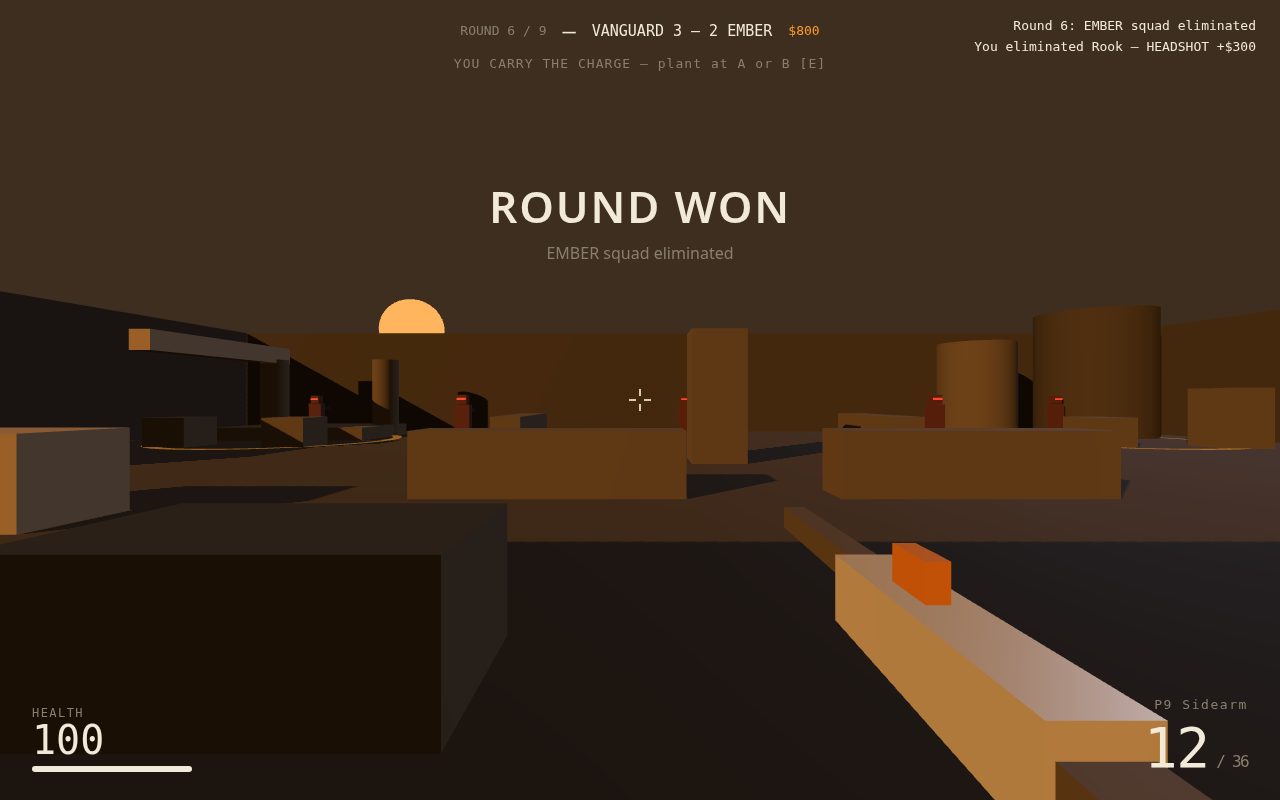 ROUND 6 / 9 — VANGUARD 3 – 2 EMBER $800
YOU CARRY THE CHARGE — plant at A or B [E]
Round 6: EMBER squad eliminated
You eliminated Rook — HEADSHOT +$300
ROUND WON
EMBER squad eliminated
HEALTH
100
P9 Sidearm
12 / 36